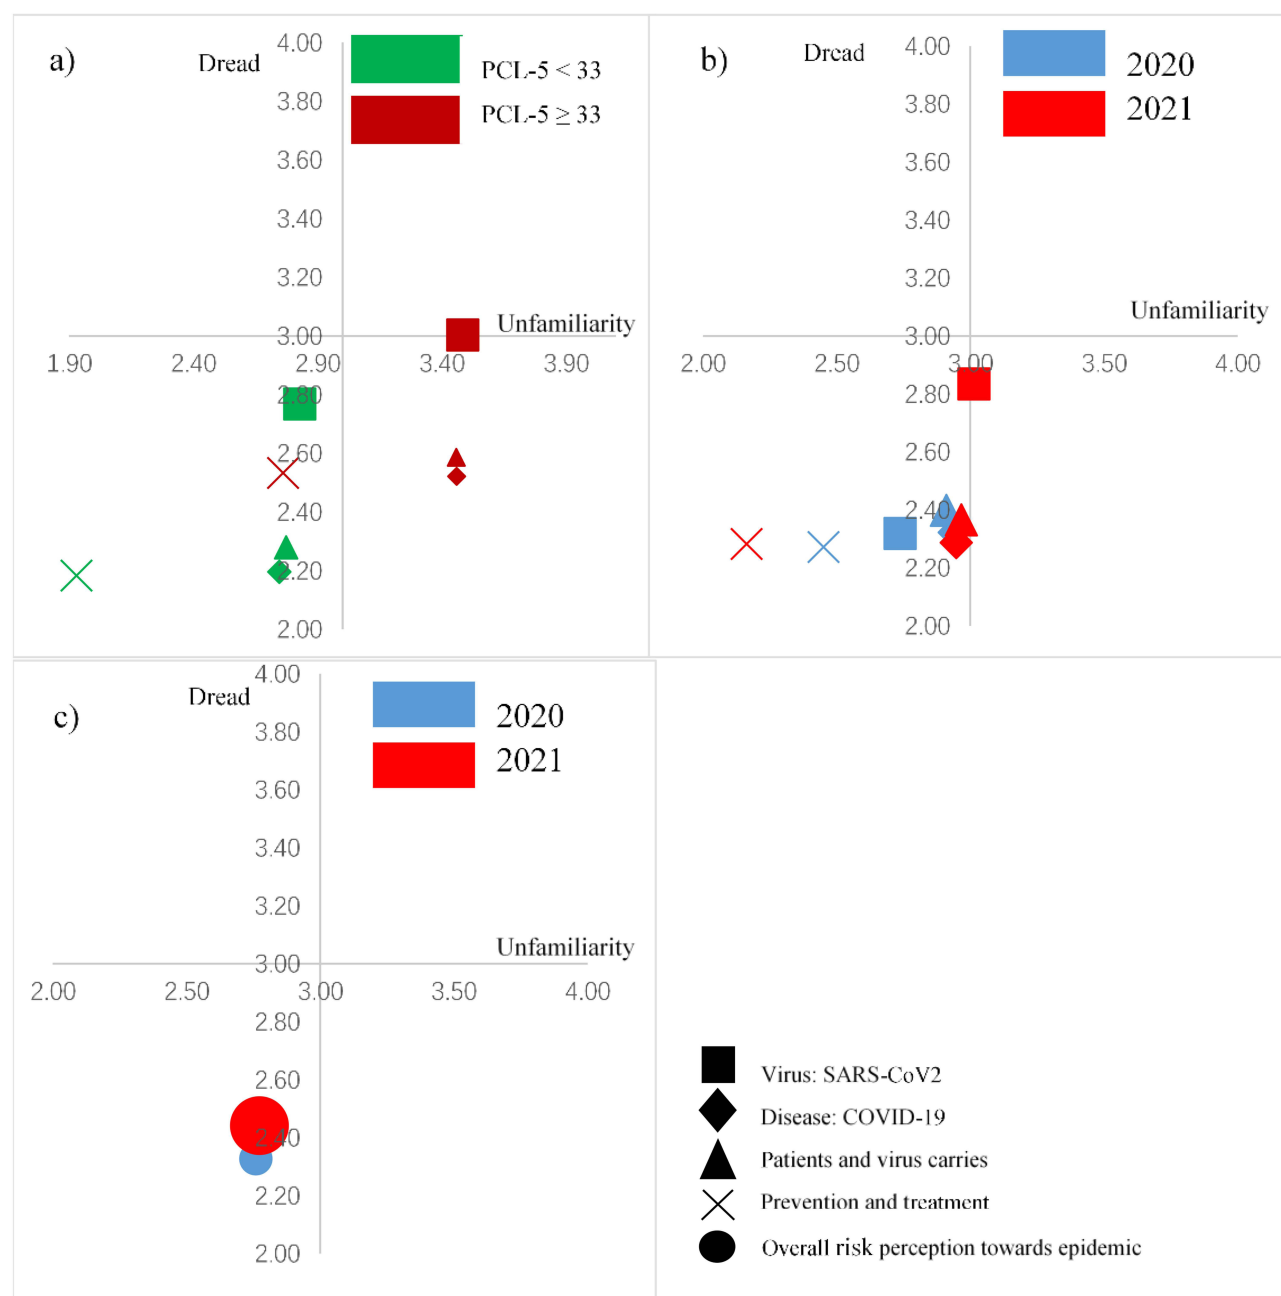 a)
Dread
4.00
3.80
3.60
3.40
3.20
3.00
2.80
2.60
2.40
2.20
2.00
PCL-5 < 33
PCL-5 ≥ 33
Unfamiliarity
1.90 2.40 2.90 3.40 3.90
b)
Dread
4.00
3.80
3.60
3.40
3.20
3.00
2.80
2.60
2.40
2.20
2.00
2020
2021
Unfamiliarity
2.00 2.50 3.00 3.50 4.00
c)
Dread
4.00
3.80
3.60
3.40
3.20
3.00
2.80
2.60
2.40
2.20
2.00
2020
2021
Unfamiliarity
2.00 2.50 3.00 3.50 4.00
Virus: SARS-CoV2
Disease: COVID-19
Patients and virus carries
Prevention and treatment
Overall risk perception towards epidemic